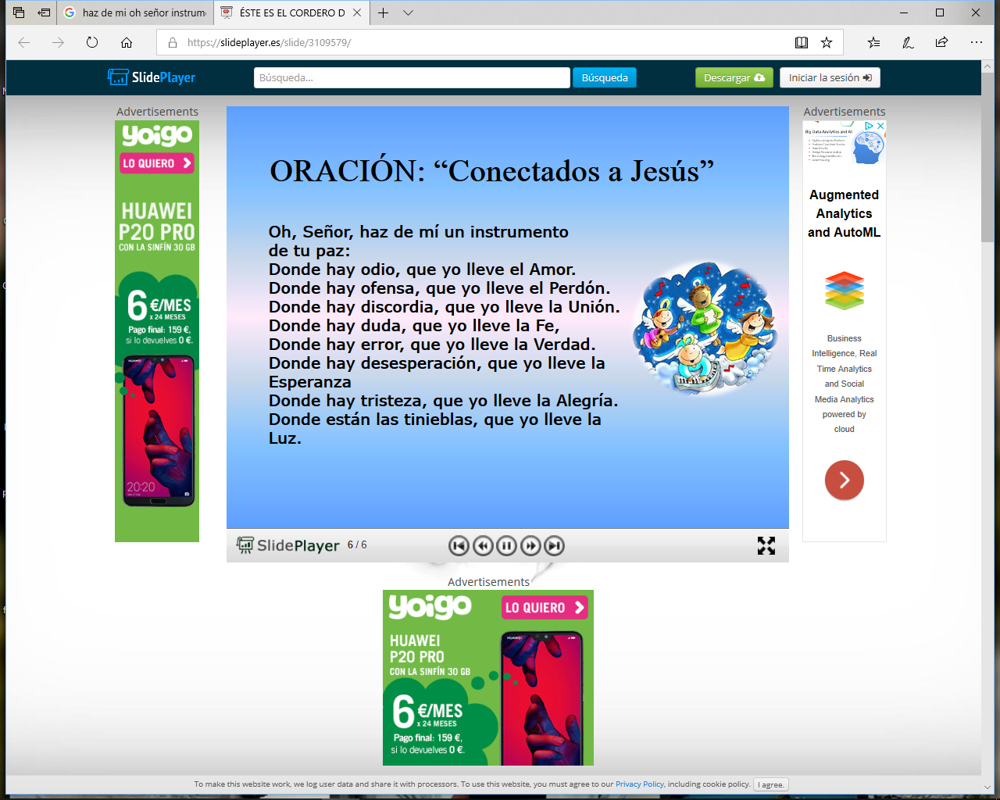 haz de mi oh señor instrum
ÉSTE ES EL CORDERO D
https://slideplayer.es/slide/3109579/
SlidePlayer
Búsqueda...
Búsqueda
Descargar
Iniciar la sesión
Advertisements
yoigo
LO QUIERO
HUAWEI
P20 PRO
CON LA SINFÍN 30 GB
6 €/MES
x 24 MESES
Pago final: 159 €,
si lo devuelves 0 €.
HUAWEI
20:20
ORACIÓN: “Conectados a Jesús”
Oh, Señor, haz de mí un instrumento
de tu paz:
Donde hay odio, que yo lleve el Amor.
Donde hay ofensa, que yo lleve el Perdón.
Donde hay discordia, que yo lleve la Unión.
Donde hay duda, que yo lleve la Fe,
Donde hay error, que yo lleve la Verdad.
Donde hay desesperación, que yo lleve la
Esperanza
Donde hay tristeza, que yo lleve la Alegría.
Donde están las tinieblas, que yo lleve la
Luz.
SlidePlayer 6 / 6
Advertisements
Big Data Analytics and AI
Augmented
Analytics
and AutoML
Business
Intelligence, Real
Time Analytics
and Social
Media Analytics
powered by
cloud
Advertisements
yoigo
LO QUIERO
HUAWEI
P20 PRO
CON LA SINFÍN 30 GB
6 €/MES
x 24 MESES
Pago final: 159 €,
si lo devuelves 0 €.
HUAWEI
To make this website work, we log user data and share it with processors. To use this website, you must agree to our Privacy Policy, including cookie policy. I agree.